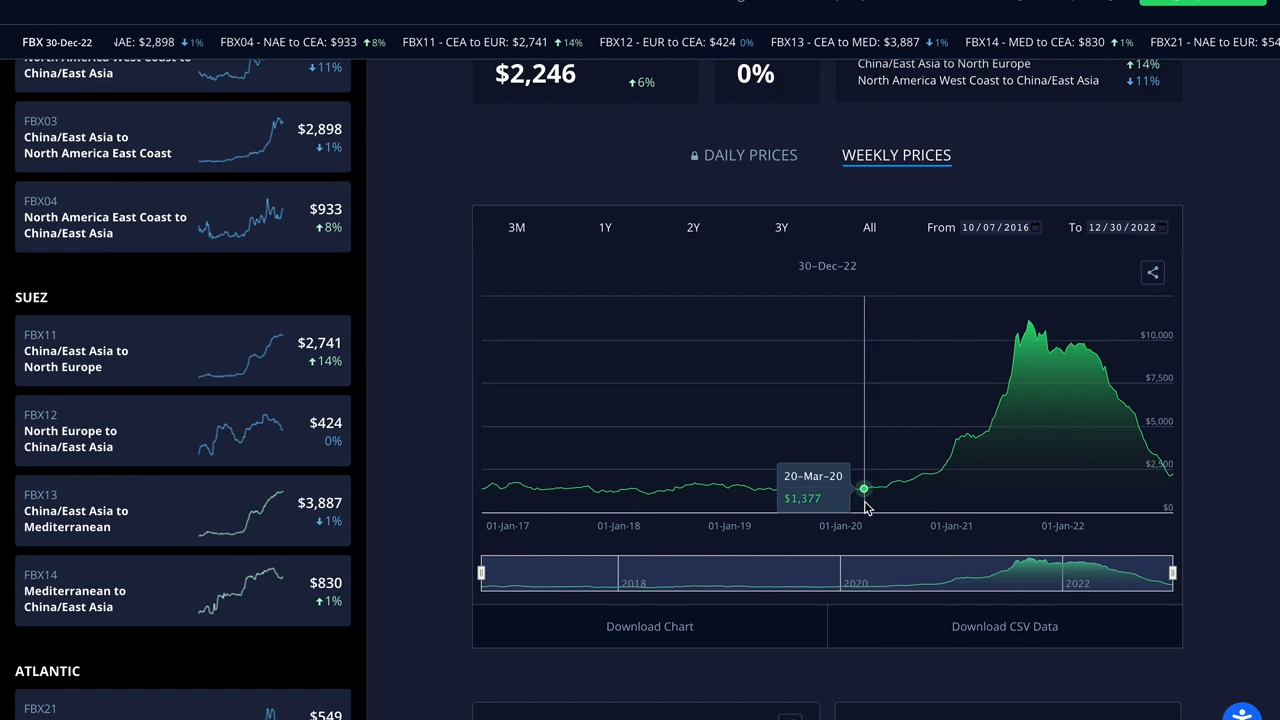 FBX 30-Dec-22
NAE: $2,898 1%
FBX04 - NAE to CEA: $933 8%
FBX11 - CEA to EUR: $2,741 14%
FBX12 - EUR to CEA: $424 0%
FBX13 - CEA to MED: $3,887 1%
FBX14 - MED to CEA: $830 1%
FBX21 - NAE to EUR: $54
North America West Coast to
China/East Asia
11%
FBX03
China/East Asia to
North America East Coast
$2,898
1%
FBX04
North America East Coast to
China/East Asia
$933
8%
SUEZ
FBX11
China/East Asia to
North Europe
$2,741
14%
FBX12
North Europe to
China/East Asia
$424
0%
FBX13
China/East Asia to
Mediterranean
$3,887
1%
FBX14
Mediterranean to
China/East Asia
$830
1%
ATLANTIC
FBX21
$549
$2,246
6%
0%
China/East Asia to North Europe 14%
North America West Coast to China/East Asia 11%
DAILY PRICES
WEEKLY PRICES
3M 1Y 2Y 3Y All From 10/07/2016 To 12/30/2022
30-Dec-22
$10,000
$7,500
$5,000
$2,500
$0
20-Mar-20
$1,377
01-Jan-17 01-Jan-18 01-Jan-19 01-Jan-20 01-Jan-21 01-Jan-22
2018 2020 2022
Download Chart
Download CSV Data